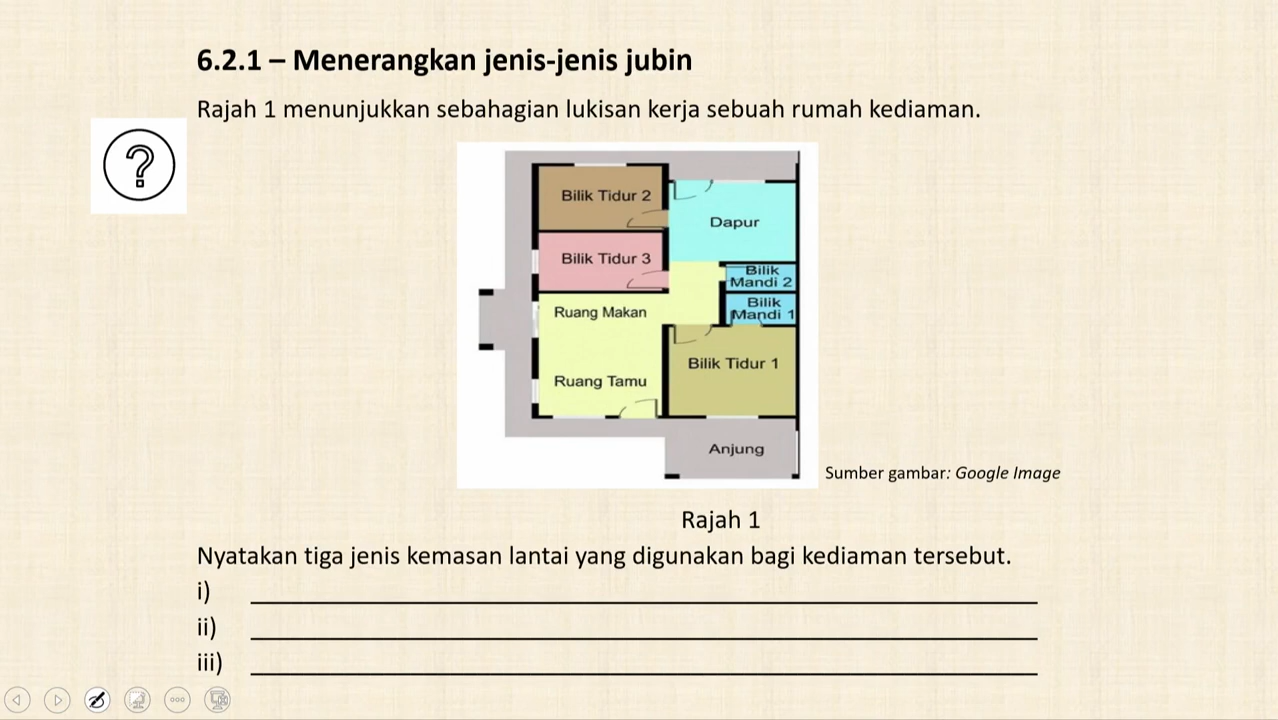 6.2.1 – Menerangkan jenis-jenis jubin
Rajah 1 menunjukkan sebahagian lukisan kerja sebuah rumah kediaman.
?
Bilik Tidur 2
Dapur
Bilik Tidur 3
Bilik
Mandi 2
Bilik
Mandi 1
Ruang Makan
Bilik Tidur 1
Ruang Tamu
Anjung
Sumber gambar: Google Image
Rajah 1
Nyatakan tiga jenis kemasan lantai yang digunakan bagi kediaman tersebut.
i)
ii)
iii)